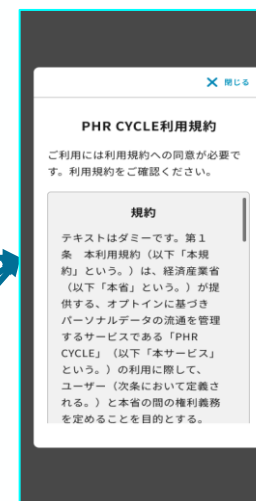 閉じる
PHR CYCLE利用規約
ご利用には利用規約への同意が必要で
す。利用規約をご確認ください。
規約
テキストはダミーです。第１
条　本利用規約（以下「本規
約」という。）は、経済産業省
（以下「本省」という。）が提
供する、オプトインに基づき
パーソナルデータの流通を管理
するサービスである「PHR
CYCLE」（以下「本サービス」
という。）の利用に際して、
ユーザー（次条において定義さ
れる。）と本省の間の権利義務
を定めることを目的とする。